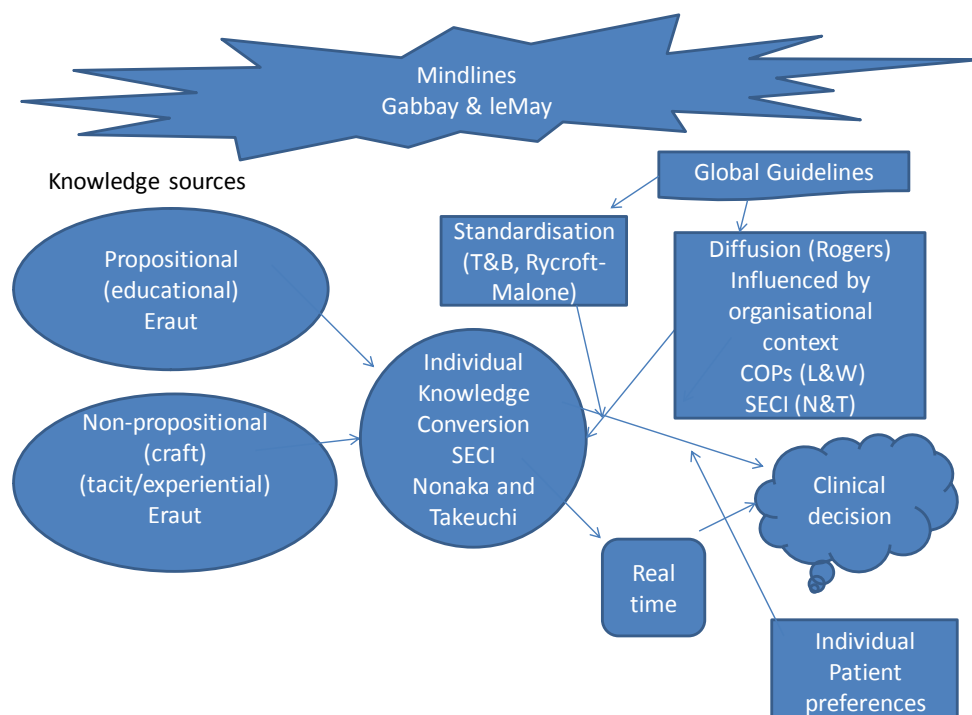 Mindlines
Gabbay & leMay
Knowledge sources
Global Guidelines
Propositional
(educational)
Eraut
Standardisation
(T&B, Rycroft-
Malone)
Diffusion (Rogers)
Influenced by
organisational
context
COPs (L&W)
SECI (N&T)
Non-propositional
(craft)
(tacit/experiential)
Eraut
Individual
Knowledge
Conversion
SECI
Nonaka and
Takeuchi
Clinical
decision
Real
time
Individual
Patient
preferences